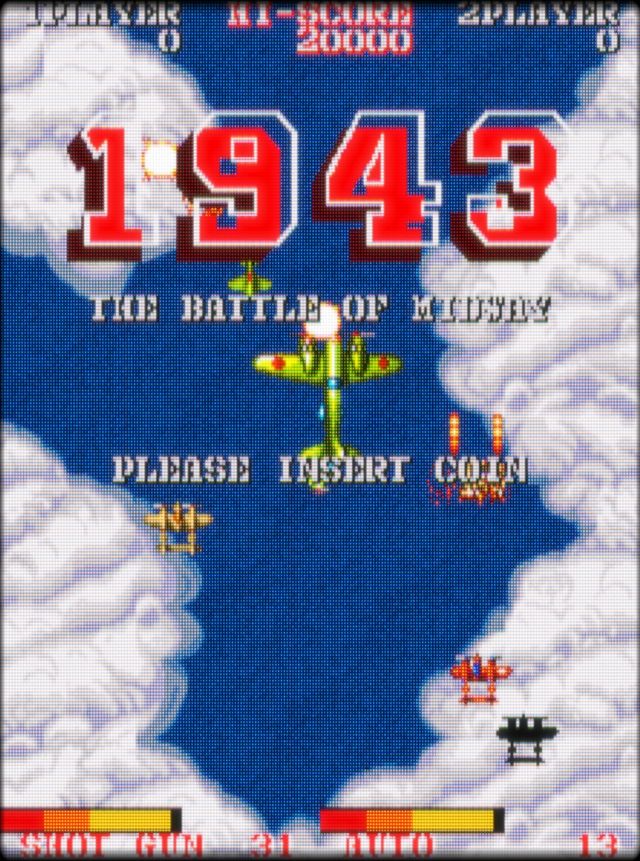 1PLAYER HI-SCORE 2PLAYER
0 20000 0
1943
THE BATTLE OF MIDWAY
PLEASE INSERT COIN
SHOT GUN 31 AUTO 13